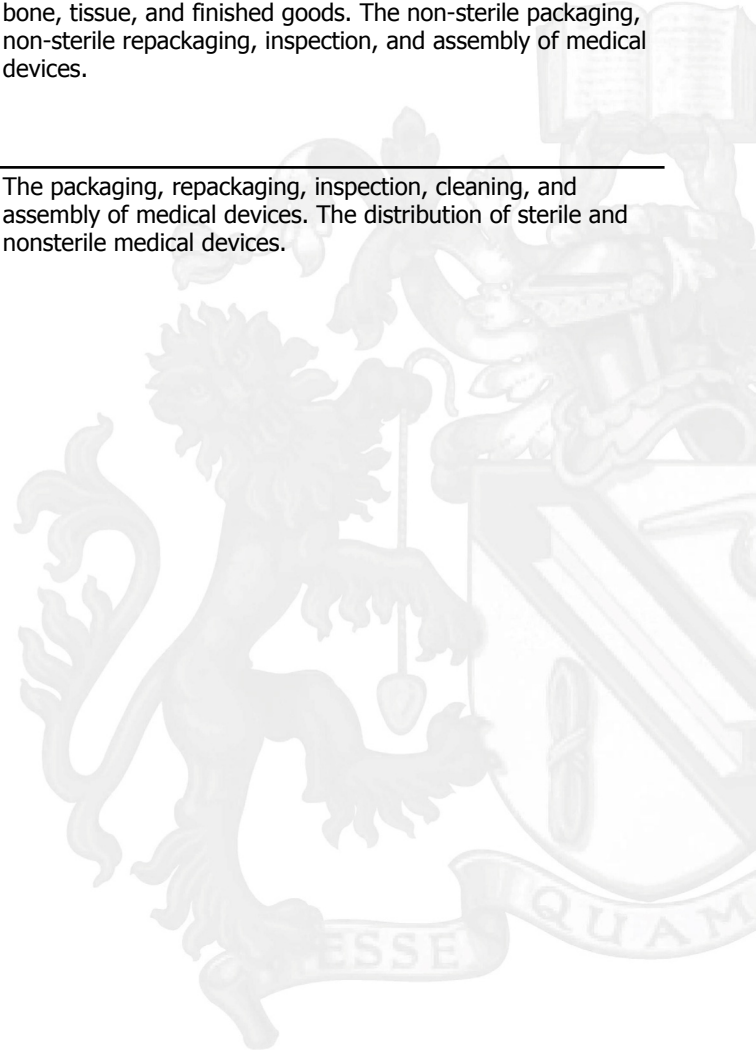 bone, tissue, and finished goods. The non-sterile packaging,
non-sterile repackaging, inspection, and assembly of medical
devices.
The packaging, repackaging, inspection, cleaning, and
assembly of medical devices. The distribution of sterile and
nonsterile medical devices.
ESSE
QUAM